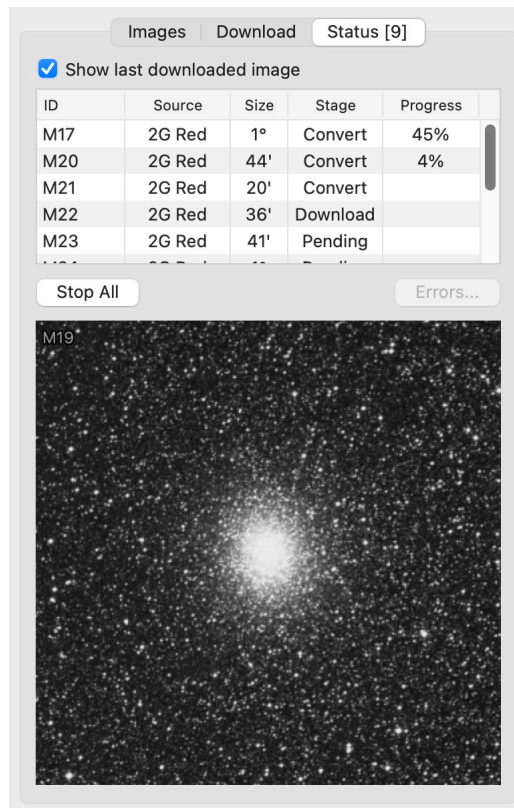 Images Download Status [9]
Show last downloaded image
ID Source Size Stage Progress
M17 2G Red 1° Convert 45%
M20 2G Red 44' Convert 4%
M21 2G Red 20' Convert
M22 2G Red 36' Download
M23 2G Red 41' Pending
Stop All Errors...
M19